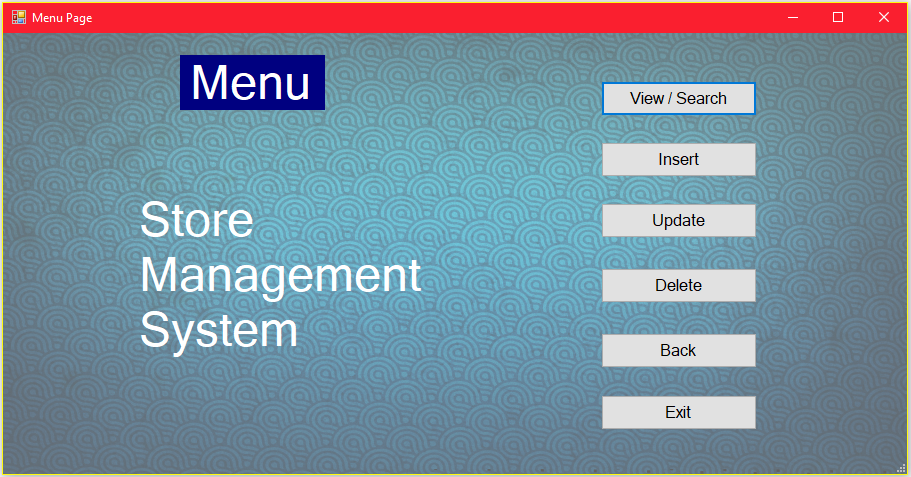 Menu Page
Menu
Store
Management
System
View / Search
Insert
Update
Delete
Back
Exit